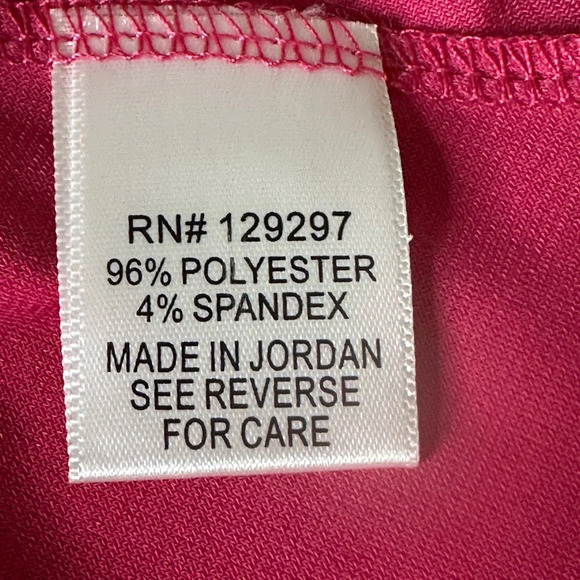 RN# 129297
96% POLYESTER
4% SPANDEX
MADE IN JORDAN
SEE REVERSE
FOR CARE